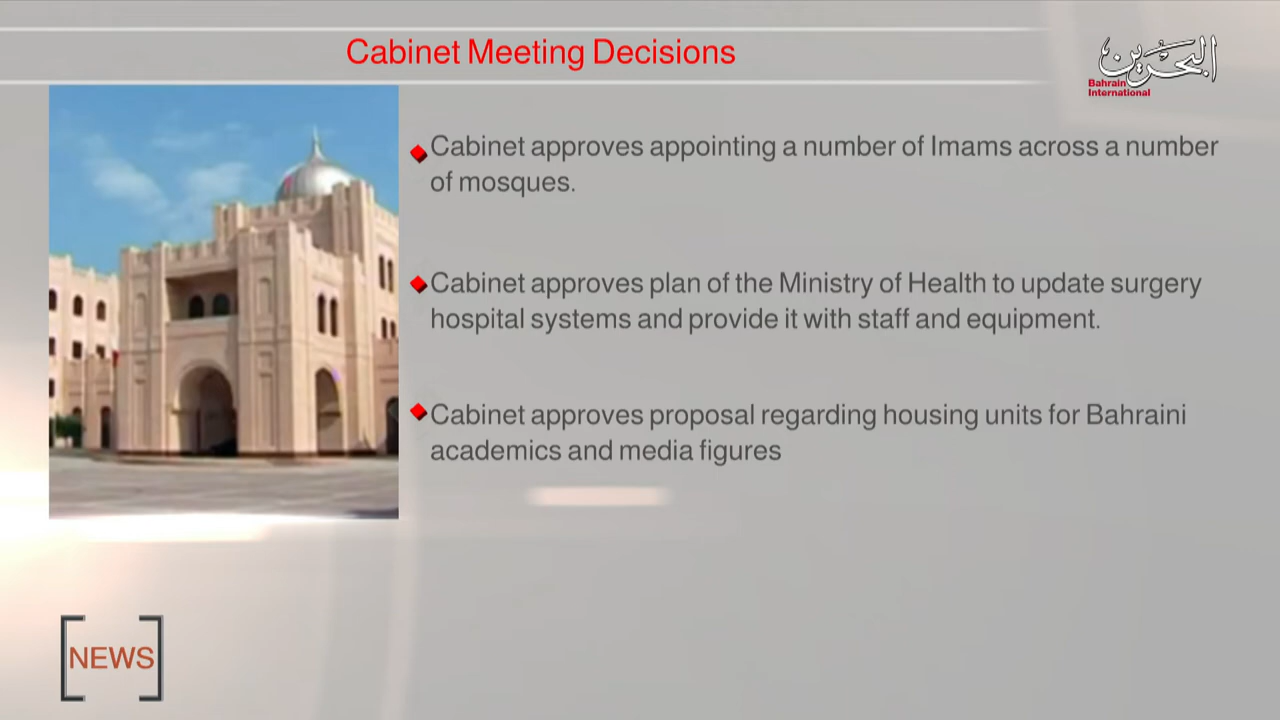 Cabinet Meeting Decisions
البحرين
Bahrain
International
Cabinet approves appointing a number of Imams across a number
of mosques.
Cabinet approves plan of the Ministry of Health to update surgery
hospital systems and provide it with staff and equipment.
Cabinet approves proposal regarding housing units for Bahraini
academics and media figures
NEWS